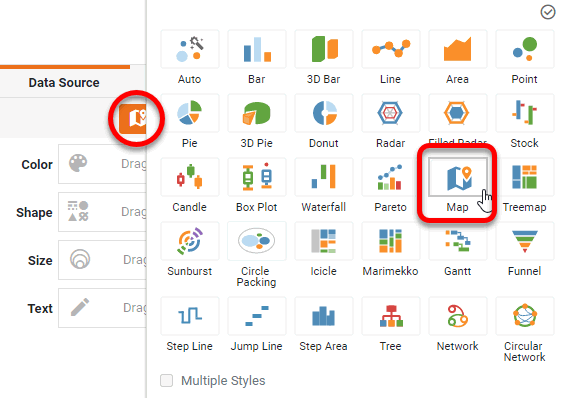 Data Source
Color Drag
Shape Drag
Size Drag
Text Drag
Auto Bar 3D Bar Line Area Point
Pie 3D Pie Donut Radar Filled Radar Stock
Candle Box Plot Waterfall Pareto Map Treemap
Sunburst Circle Packing Icicle Marimekko Gantt Funnel
Step Line Jump Line Step Area Tree Network Circular Network
Multiple Styles